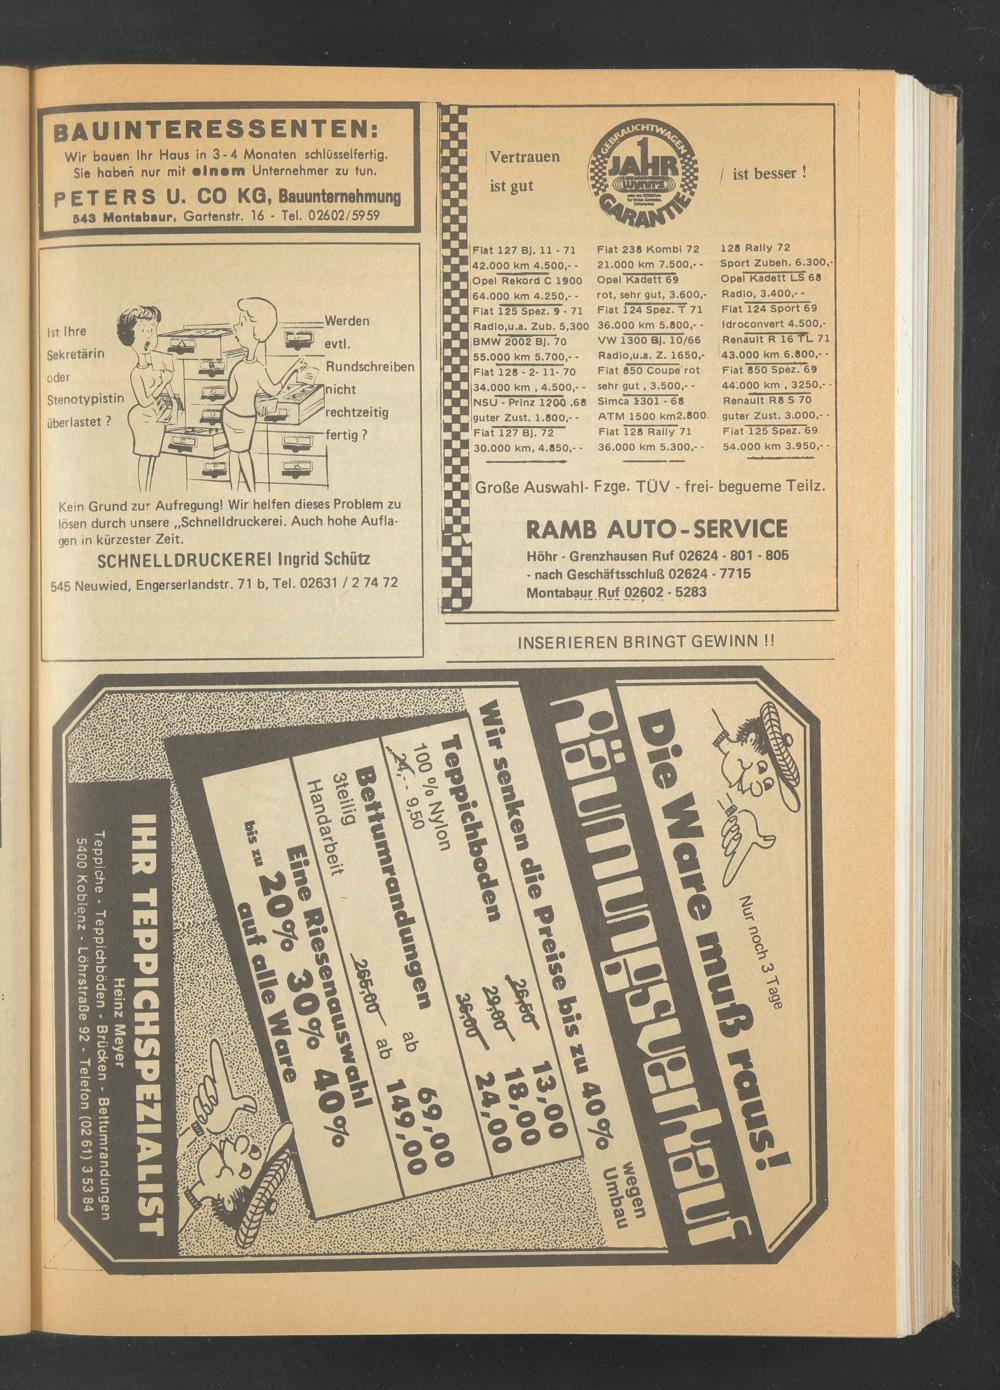 BAUINTERESSENTEN:
Wir bauen Ihr Haus in 3-4 Monaten schlüsselfertig.
Sie haben nur mit einem Unternehmer zu tun.
PETERS U. CO KG, Bauunternehmung
543 Montabaur, Gartenstr. 16 - Tel. 02602/5959
Ist Ihre
Sekretärin
oder
Stenotypistin
überlastet ?
Werden
evtl.
Rundschreiben
nicht
rechtzeitig
fertig ?
Kein Grund zur Aufregung! Wir helfen dieses Problem zu
lösen durch unsere „Schnelldruckerei. Auch hohe Aufla-
gen in kürzester Zeit.
SCHNELLDRUCKEREI Ingrid Schütz
545 Neuwied, Engerserlandstr. 71 b, Tel. 02631 / 2 74 72
Vertrauen
ist gut
GEBRAUCHTWAGEN
1
JAHR
WYNN'S
GARANTIE
ist besser !
Fiat 127 Bj. 11 - 71
42.000 km 4.500,- -
Opel Rekord C 1900
64.000 km 4.250,- -
Fiat 125 Spez. 9 - 71
Radio,u.a. Zub. 5,300
BMW 2002 Bj. 70
55.000 km 5.700,- -
Fiat 128 - 2- 11-70
34.000 km , 4.500,- -
NSU - Prinz 1200 .68
guter Zust. 1.800,- -
Fiat 127 Bj. 72
30.000 km, 4.850,- -
Fiat 238 Kombi 72
21.000 km 7.500,- -
Opel Kadett 69
rot, sehr gut, 3.600,-
Fiat 124 Spez. T 71
36.000 km 5.800,- -
VW 1300 Bj. 10/66
Radio,u.a. Z. 1650,-
Fiat 850 Coupe rot
sehr gut , 3.500,- -
Simca 1301 - 68
ATM 1500 km2.800.
Fiat 128 Rally 71
36.000 km 5.300,- -
128 Rally 72
Sport Zubeh. 6.300,-
Opel Kadett LS 68
Radio, 3.400,- -
Fiat 124 Sport 69
Idroconvert 4.500,-
Renault R 16 TL 71
43.000 km 6.800,- -
Fiat 850 Spez. 69
44.000 km , 3250,- -
Renault R8 S 70
guter Zust. 3.000,- -
Fiat 125 Spez. 69
54.000 km 3.950,- -
Große Auswahl- Fzge. TÜV - frei- begueme Teilz.
RAMB AUTO-SERVICE
Höhr - Grenzhausen Ruf 02624 - 801 - 805
- nach Geschäftsschluß 02624 - 7715
Montabaur Ruf 02602 - 5283
INSERIEREN BRINGT GEWINN !!
Nur noch 3 Tage
Die Ware muß raus!
Räumungsverkauf
wegen
Umbau
Wir senken die Preise bis zu 40%
Teppichboden
100 % Nylon
24,- - 9,50
26,50 13,00
29,00 18,00
36,00 24,00
Bettumrandungen
3teilig ab 69,00
Handarbeit 265,00 ab 149,00
Eine Riesenauswahl
bis zu 20% 30% 40%
auf alle Ware
IHR TEPPICHSPEZIALIST
Heinz Meyer
Teppiche - Teppichböden - Brücken - Bettumrandungen
5400 Koblenz - Löhrstraße 92 - Telefon (02 61) 3 53 84